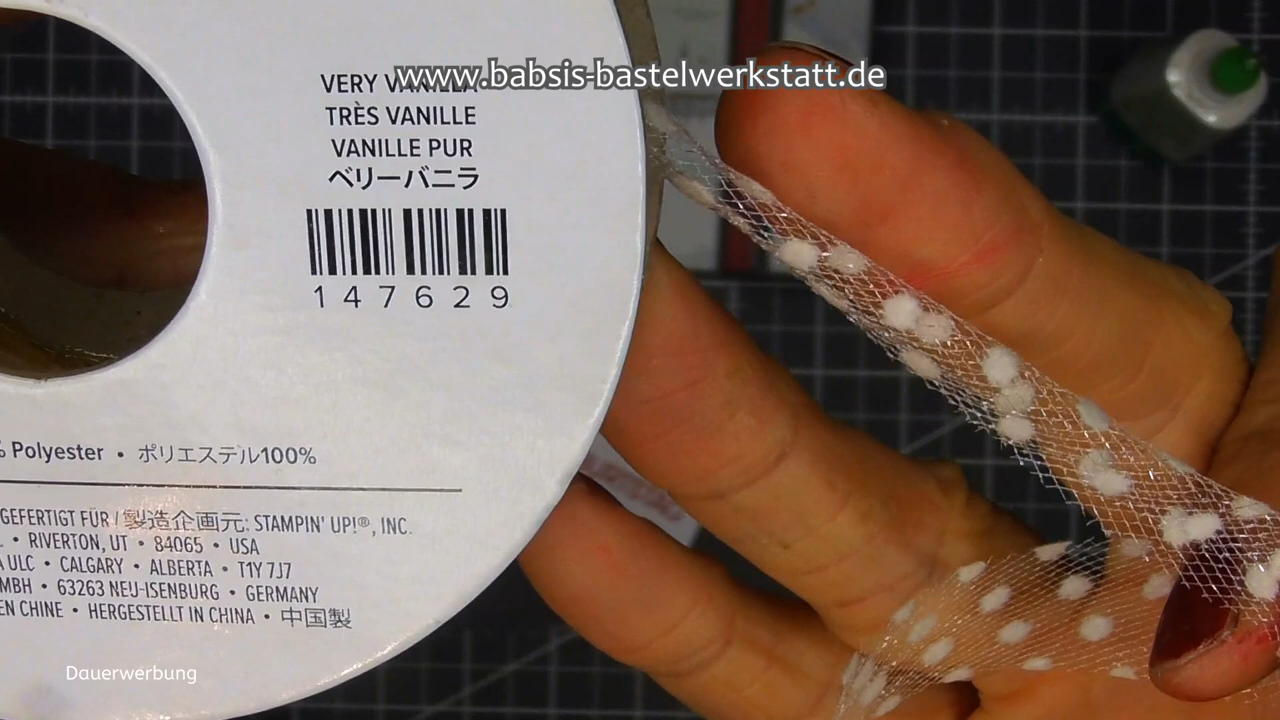 www.babsis-bastelwerkstatt.de
VERY VANILLA
TRÈS VANILLE
VANILLE PUR
ベリーバニラ
147629
% Polyester • ポリエステル100%
GEFERTIGT FÜR / 製造企画元: STAMPIN' UP!®, INC.
• RIVERTON, UT • 84065 • USA
ULC • CALGARY • ALBERTA • T1Y 7J7
MBH • 63263 NEU-ISENBURG • GERMANY
EN CHINE • HERGESTELLT IN CHINA • 中国製
Dauerwerbung